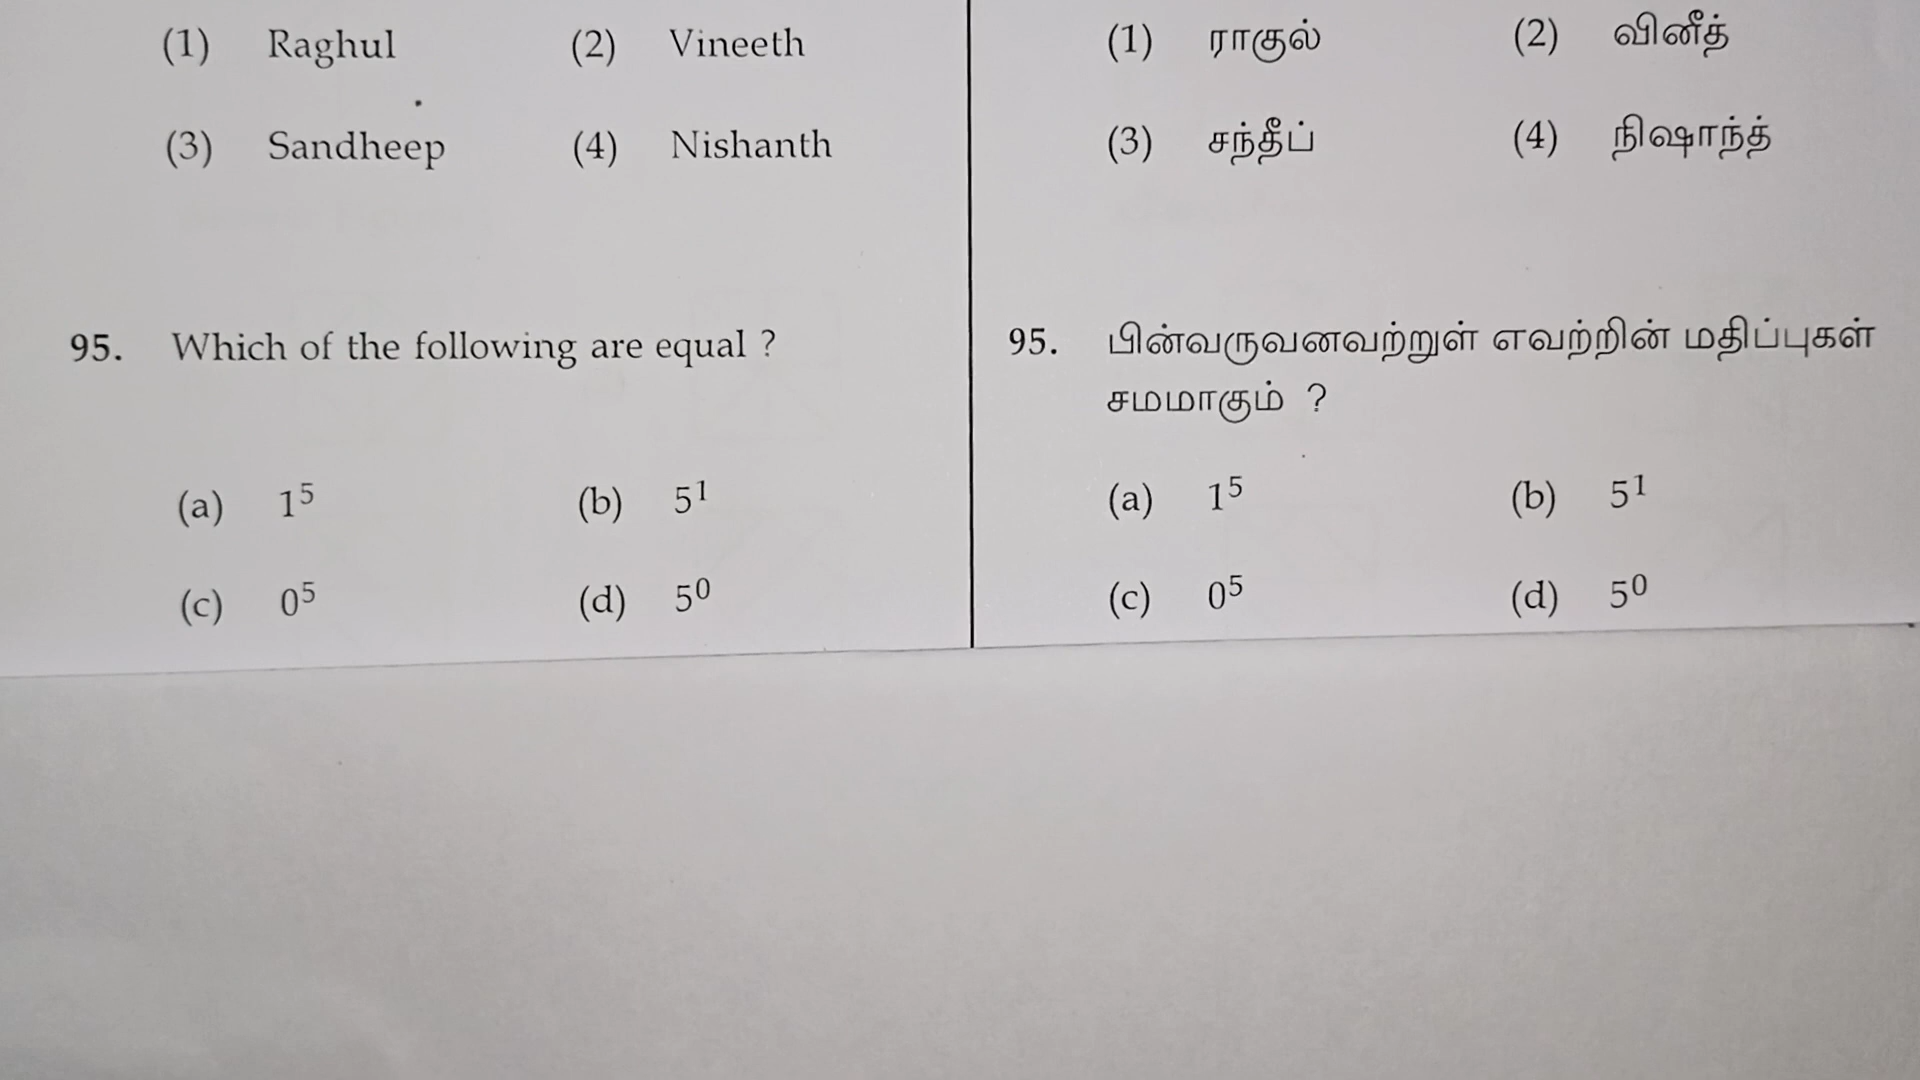 (1) Raghul (2) Vineeth
(3) Sandheep (4) Nishanth
95. Which of the following are equal ?
(a) 1⁵ (b) 5¹
(c) 0⁵ (d) 5⁰
(1) ராகுல் (2) வினீத்
(3) சந்தீப் (4) நிஷாந்த்
95. பின்வருவனவற்றுள் எவற்றின் மதிப்புகள்
சமமாகும் ?
(a) 1⁵ (b) 5¹
(c) 0⁵ (d) 5⁰